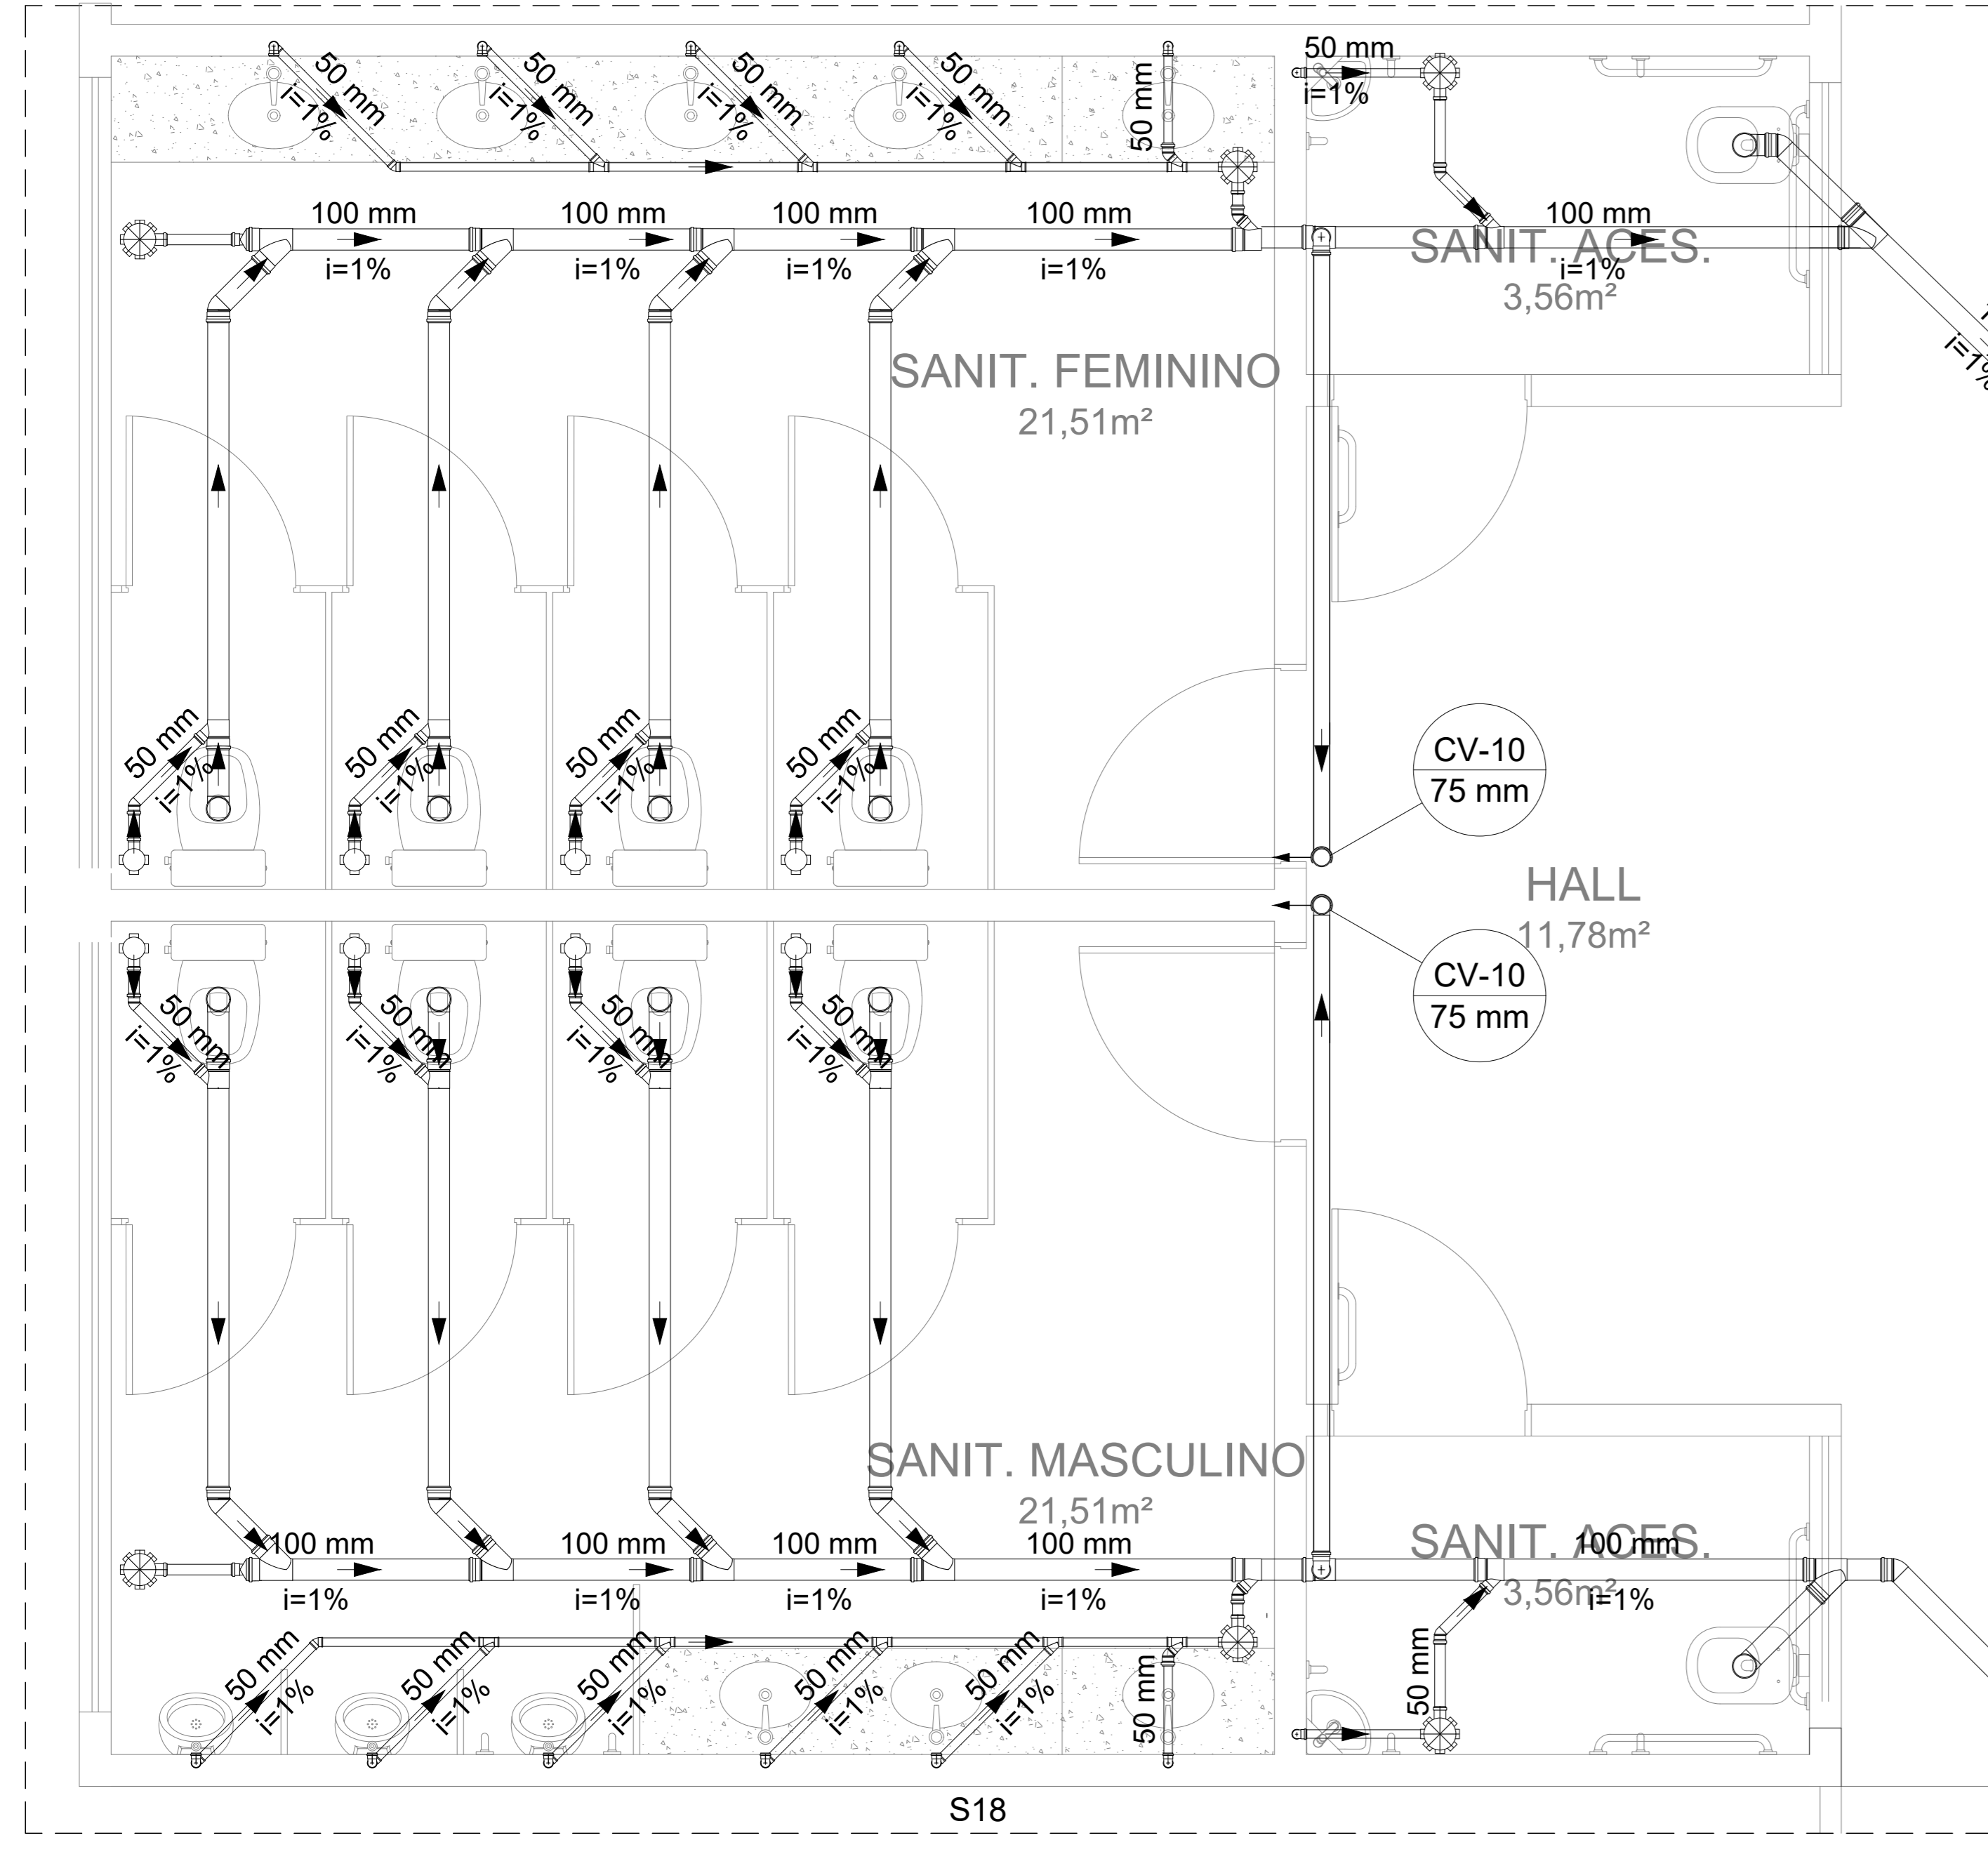 50 mm
i=1%
50 mm
i=1%
50 mm
i=1%
50 mm
i=1%
50 mm
50 mm
i=1%
100 mm
i=1%
100 mm
i=1%
100 mm
i=1%
100 mm
i=1%
100 mm
SANIT. ACES.
i=1%
3,56m²
i=1%
SANIT. FEMININO
21,51m²
50 mm
i=1%
50 mm
i=1%
50 mm
i=1%
50 mm
i=1%
CV-10
75 mm
HALL
11,78m²
CV-10
75 mm
50 mm
i=1%
50 mm
i=1%
50 mm
i=1%
50 mm
i=1%
SANIT. MASCULINO
21,51m²
100 mm
i=1%
100 mm
i=1%
100 mm
i=1%
100 mm
i=1%
SANIT. ACES.
100 mm
3,56m²
i=1%
50 mm
i=1%
50 mm
i=1%
50 mm
i=1%
50 mm
i=1%
50 mm
i=1%
50 mm
50 mm
S18